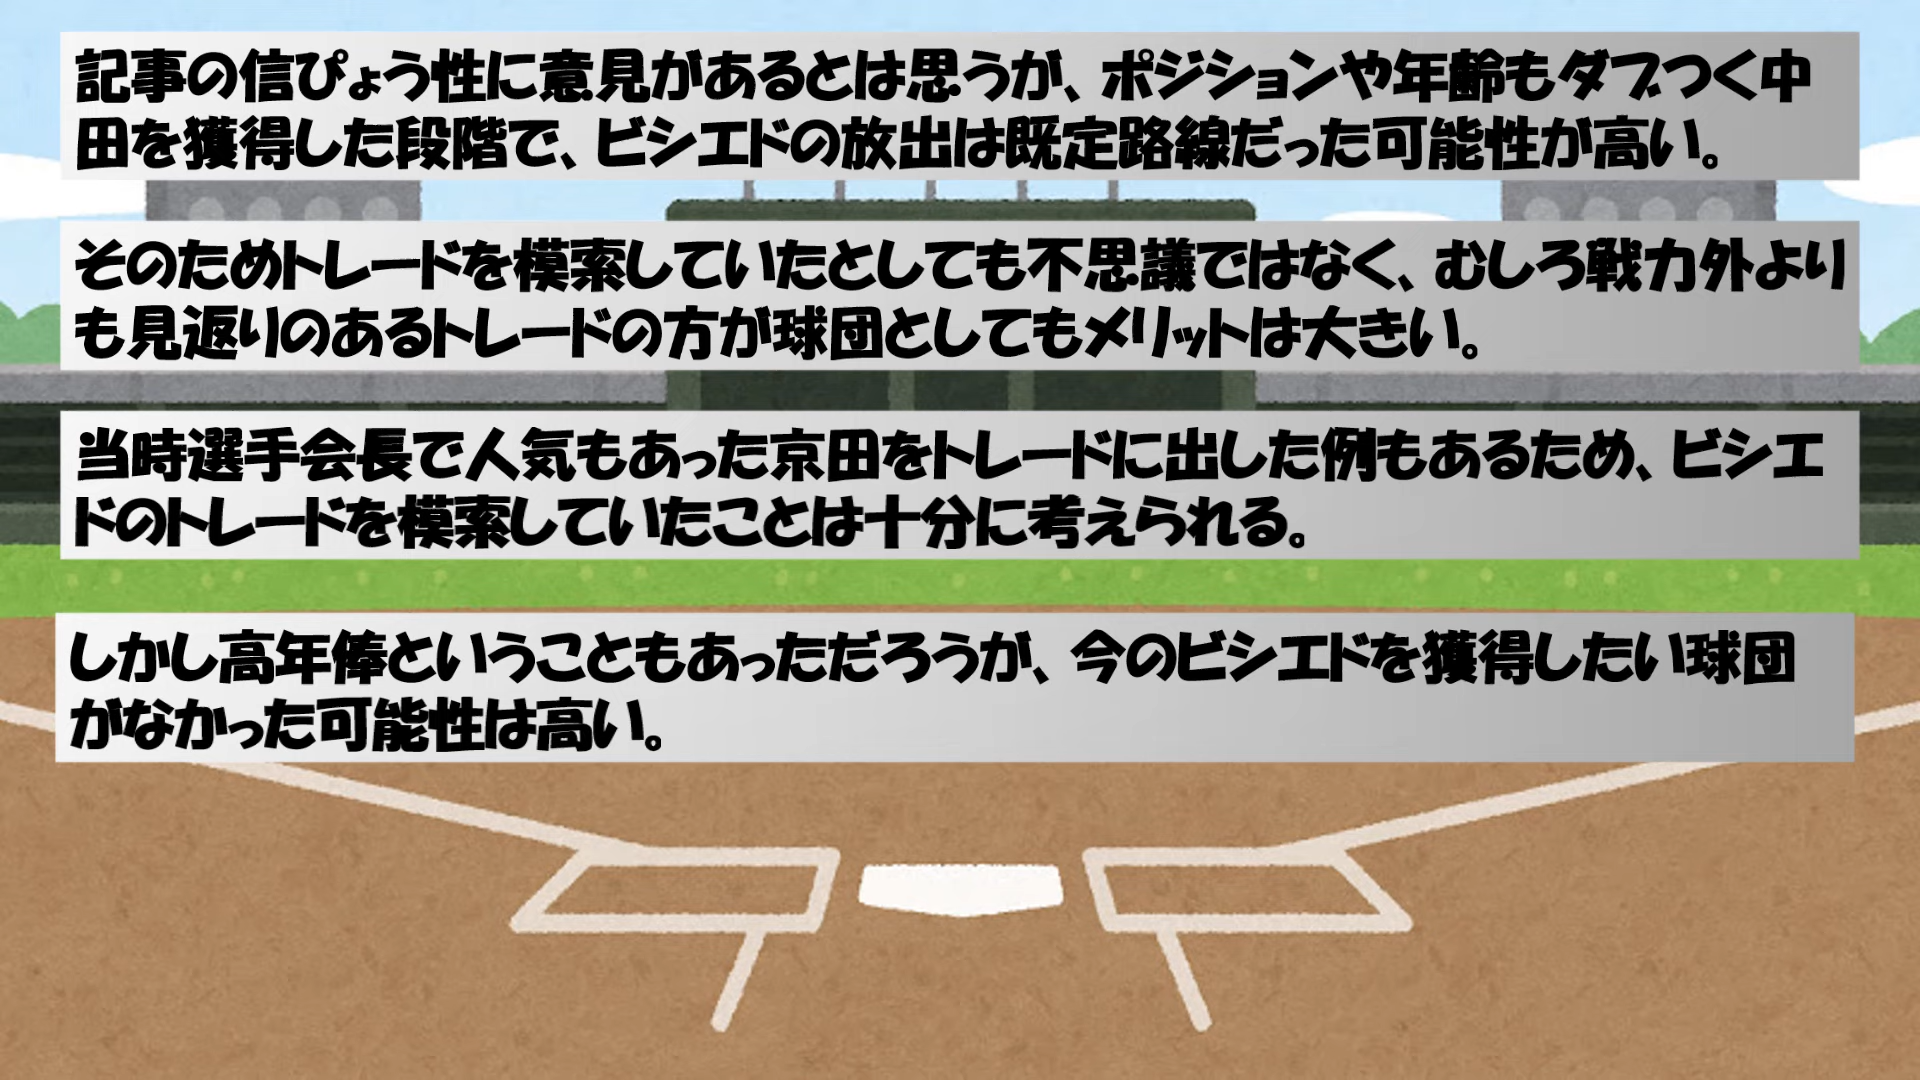 記事の信ぴょう性に意見があるとは思うが、ポジションや年齢もダブつく中
田を獲得した段階で、ビシエドの放出は既定路線だった可能性が高い。
そのためトレードを模索していたとしても不思議ではなく、むしろ戦力外より
も見返りのあるトレードの方が球団としてもメリットは大きい。
当時選手会長で人気もあった京田をトレードに出した例もあるため、ビシエ
ドのトレードを模索していたことは十分に考えられる。
しかし高年俸ということもあっただろうが、今のビシエドを獲得したい球団
がなかった可能性は高い。